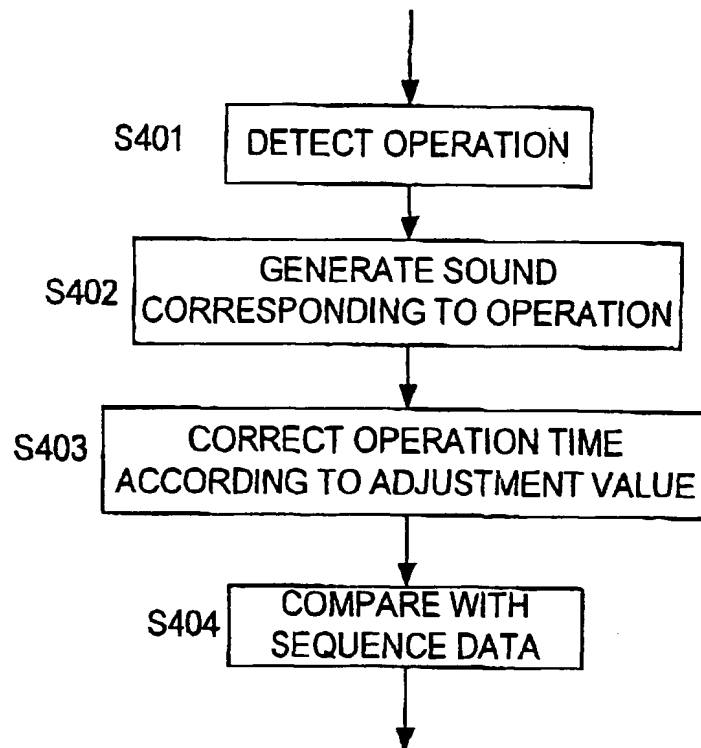 S401 DETECT OPERATION
S402 GENERATE SOUND
CORRESPONDING TO OPERATION
S403 CORRECT OPERATION TIME
ACCORDING TO ADJUSTMENT VALUE
S404 COMPARE WITH
SEQUENCE DATA